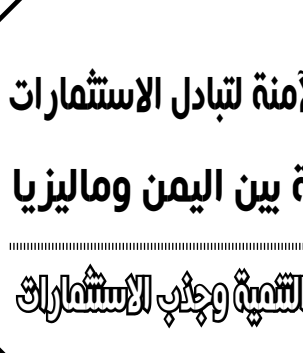 آمنة لتبادل الاستثمارات
ة بين اليمن وماليزيا
التنمية وجذب الاستثمارات